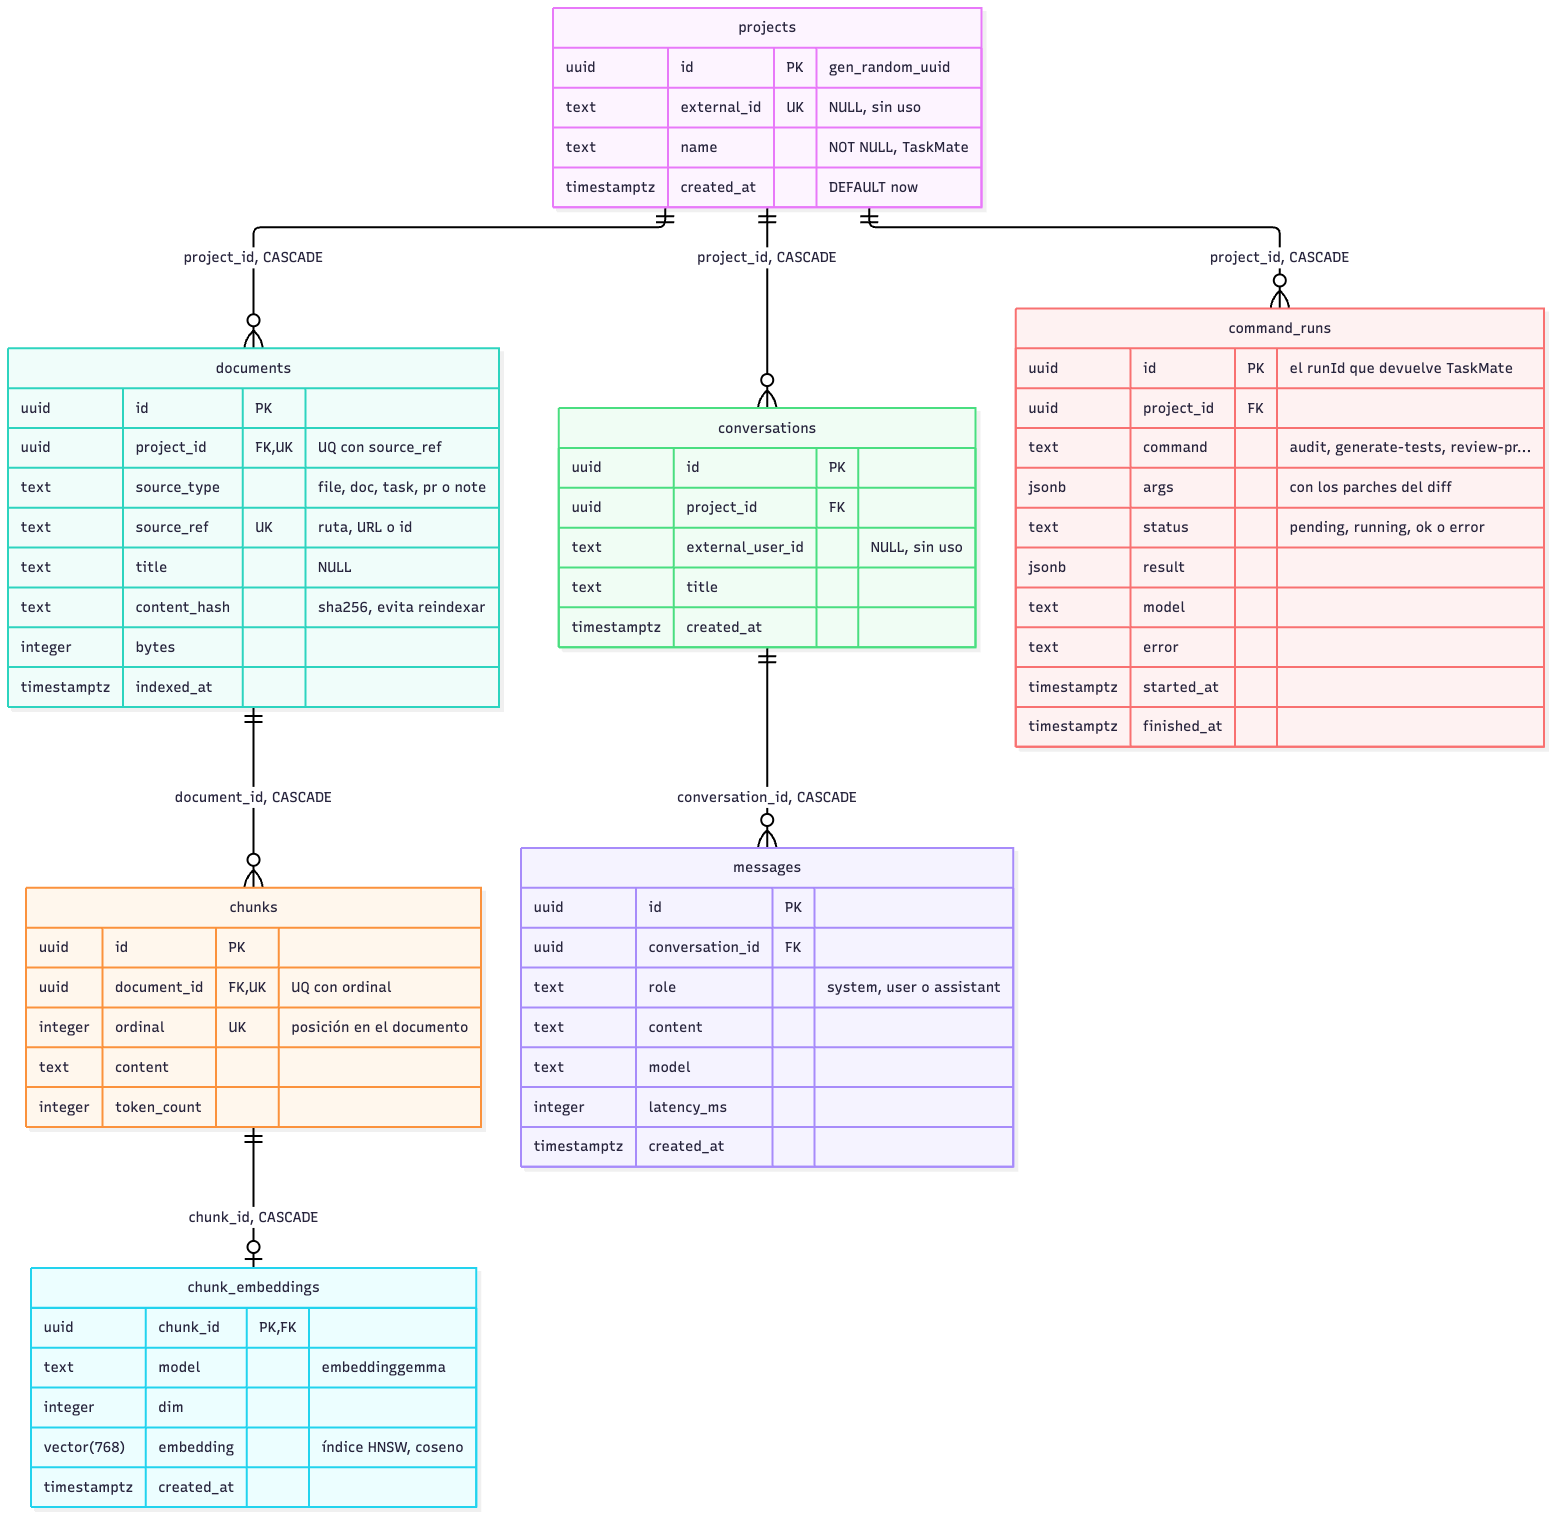 projects
uuid id PK gen_random_uuid
text external_id UK NULL, sin uso
text name NOT NULL, TaskMate
timestamptz created_at DEFAULT now
project_id, CASCADE
project_id, CASCADE
project_id, CASCADE
documents
uuid id PK
uuid project_id FK,UK UQ con source_ref
text source_type file, doc, task, pr o note
text source_ref UK ruta, URL o id
text title NULL
text content_hash sha256, evita reindexar
integer bytes
timestamptz indexed_at
conversations
uuid id PK
uuid project_id FK
text external_user_id NULL, sin uso
text title
timestamptz created_at
command_runs
uuid id PK el runId que devuelve TaskMate
uuid project_id FK
text command audit, generate-tests, review-pr...
jsonb args con los parches del diff
text status pending, running, ok o error
jsonb result
text model
text error
timestamptz started_at
timestamptz finished_at
document_id, CASCADE
conversation_id, CASCADE
chunks
uuid id PK
uuid document_id FK,UK UQ con ordinal
integer ordinal UK posición en el documento
text content
integer token_count
messages
uuid id PK
uuid conversation_id FK
text role system, user o assistant
text content
text model
integer latency_ms
timestamptz created_at
chunk_id, CASCADE
chunk_embeddings
uuid chunk_id PK,FK
text model embeddinggemma
integer dim
vector(768) embedding índice HNSW, coseno
timestamptz created_at